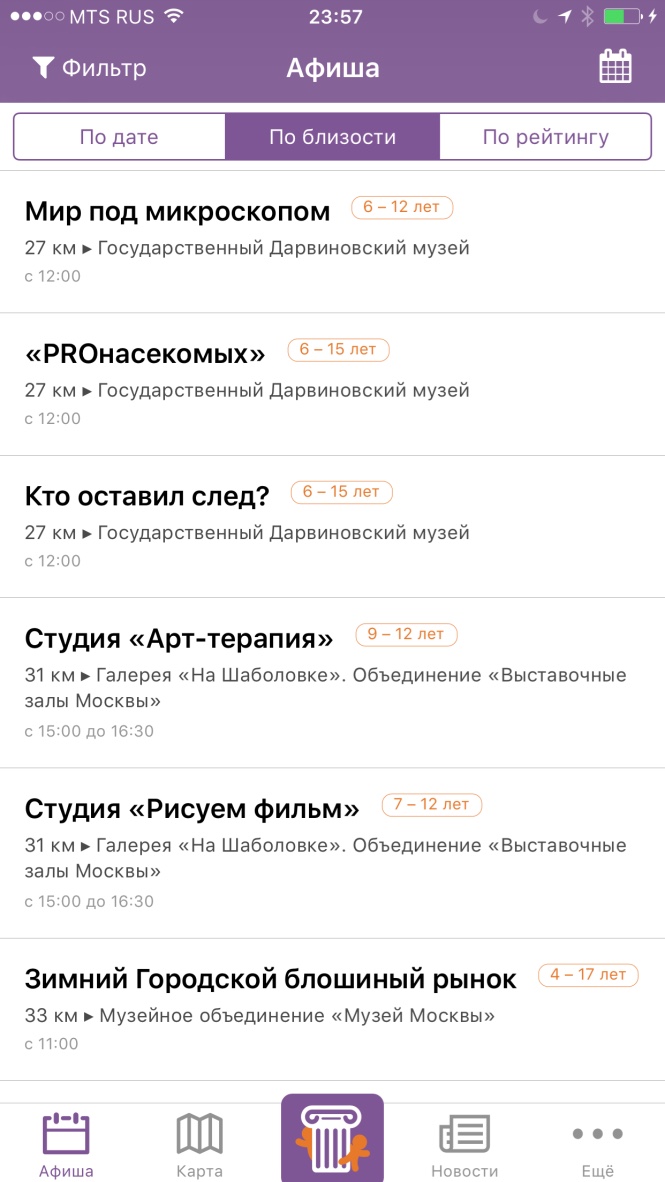 MTS RUS 23:57
Фильтр Афиша
По дате По близости По рейтингу
Мир под микроскопом 6 – 12 лет
27 км ▸ Государственный Дарвиновский музей
с 12:00
«PROнасекомых» 6 – 15 лет
27 км ▸ Государственный Дарвиновский музей
с 12:00
Кто оставил след? 6 – 15 лет
27 км ▸ Государственный Дарвиновский музей
с 12:00
Студия «Арт-терапия» 9 – 12 лет
31 км ▸ Галерея «На Шаболовке». Объединение «Выставочные
залы Москвы»
с 15:00 до 16:30
Студия «Рисуем фильм» 7 – 12 лет
31 км ▸ Галерея «На Шаболовке». Объединение «Выставочные
залы Москвы»
с 15:00 до 16:30
Зимний Городской блошиный рынок 4 – 17 лет
33 км ▸ Музейное объединение «Музей Москвы»
с 11:00
Афиша Карта Новости Ещё